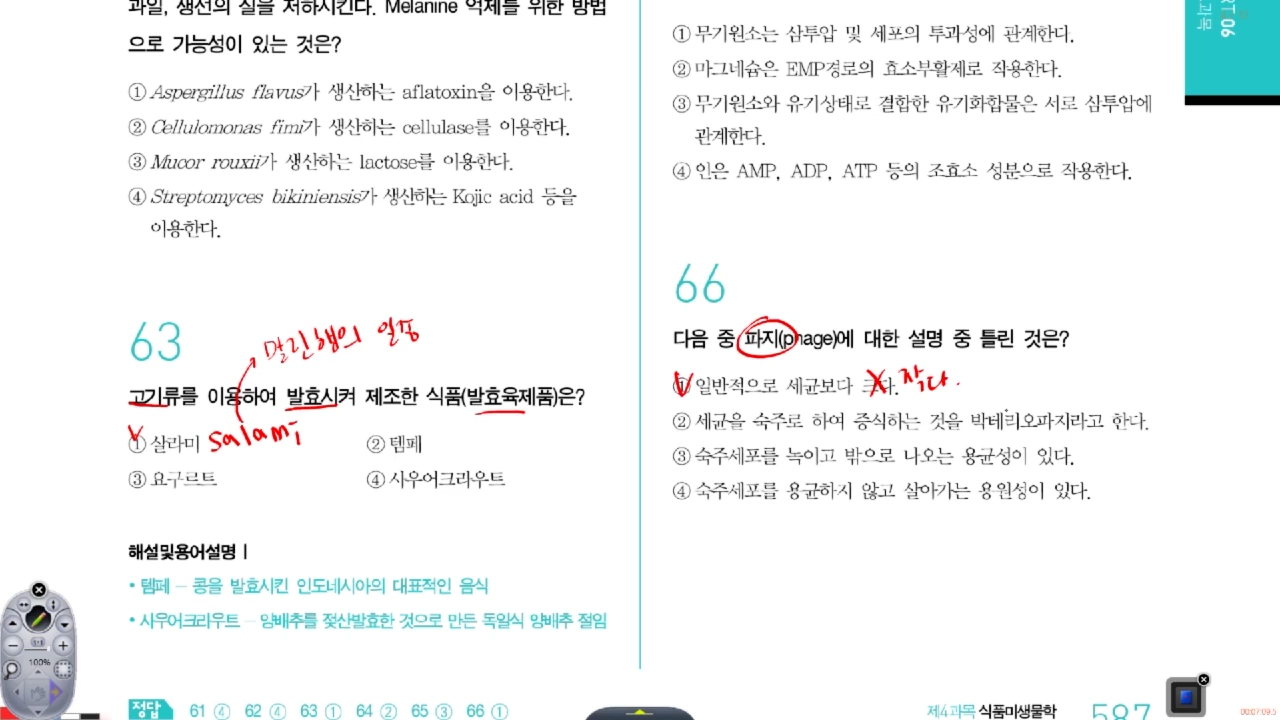 과일, 생선의 질을 저하시킨다. Melanine 억제를 위한 방법
으로 가능성이 있는 것은?
① Aspergillus flavus가 생산하는 aflatoxin을 이용한다.
② Cellulomonas fimi가 생산하는 cellulase를 이용한다.
③ Mucor rouxii가 생산하는 lactose를 이용한다.
④ Streptomyces bikiniensis가 생산하는 Kojic acid 등을
이용한다.
63
말린햄의 일종
고기류를 이용하여 발효시켜 제조한 식품(발효육제품)은?
① 살라미 salami
② 템페
③ 요구르트
④ 사우어크라우트
해설및용어설명 |
• 템페 – 콩을 발효시킨 인도네시아의 대표적인 음식
• 사우어크라우트 – 양배추를 젖산발효한 것으로 만든 독일식 양배추 절임
① 무기원소는 삼투압 및 세포의 투과성에 관계한다.
② 마그네슘은 EMP경로의 효소부활제로 작용한다.
③ 무기원소와 유기상태로 결합한 유기화합물은 서로 삼투압에
관계한다.
④ 인은 AMP, ADP, ATP 등의 조효소 성분으로 작용한다.
66
다음 중 파지(phage)에 대한 설명 중 틀린 것은?
① 일반적으로 세균보다 크다. 작다.
② 세균을 숙주로 하여 증식하는 것을 박테리오파지라고 한다.
③ 숙주세포를 녹이고 밖으로 나오는 용균성이 있다.
④ 숙주세포를 용균하지 않고 살아가는 용원성이 있다.
정답 61 ④ 62 ④ 63 ① 64 ② 65 ③ 66 ①
제4과목 식품미생물학 587
RT 06
과목
100%
00:07:09.5